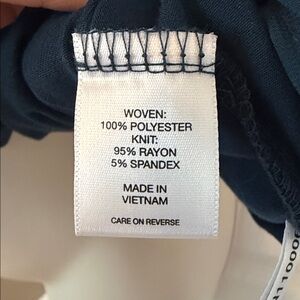 WOVEN:
100% POLYESTER
KNIT:
95% RAYON
5% SPANDEX
MADE IN
VIETNAM
CARE ON REVERSE